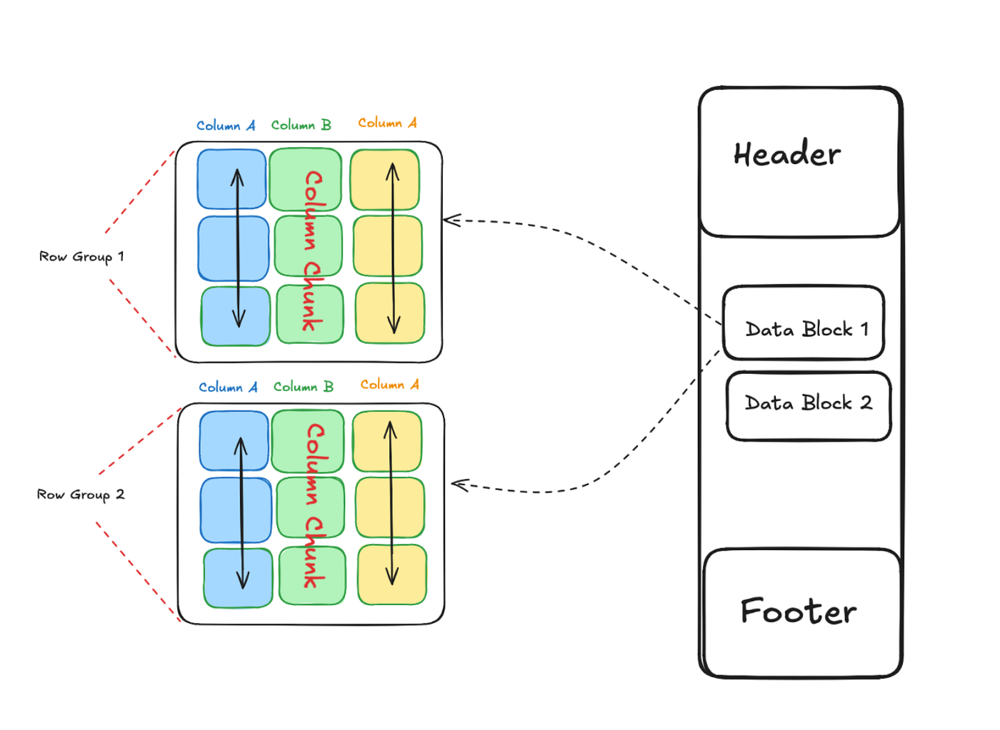 Column A Column B Column A
Column Chunk
Row Group 1
Column A Column B Column A
Column Chunk
Row Group 2
Header
Data Block 1
Data Block 2
Footer